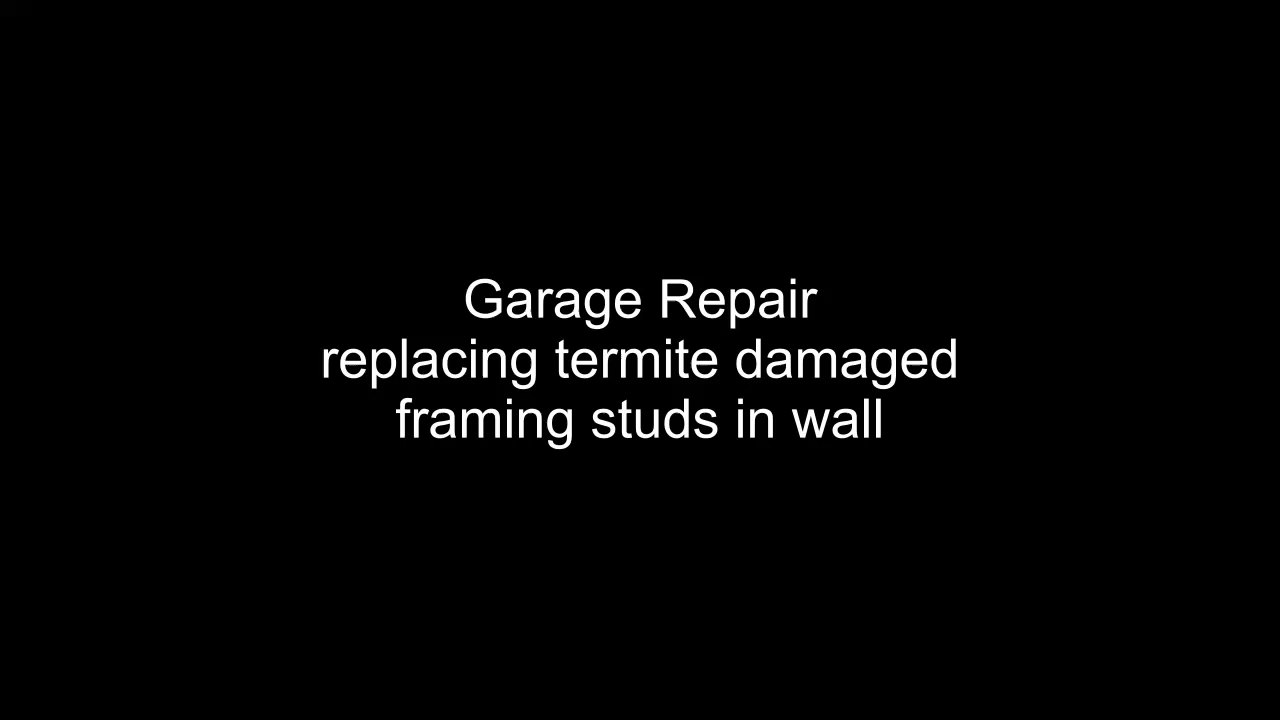 Garage Repair
replacing termite damaged
framing studs in wall